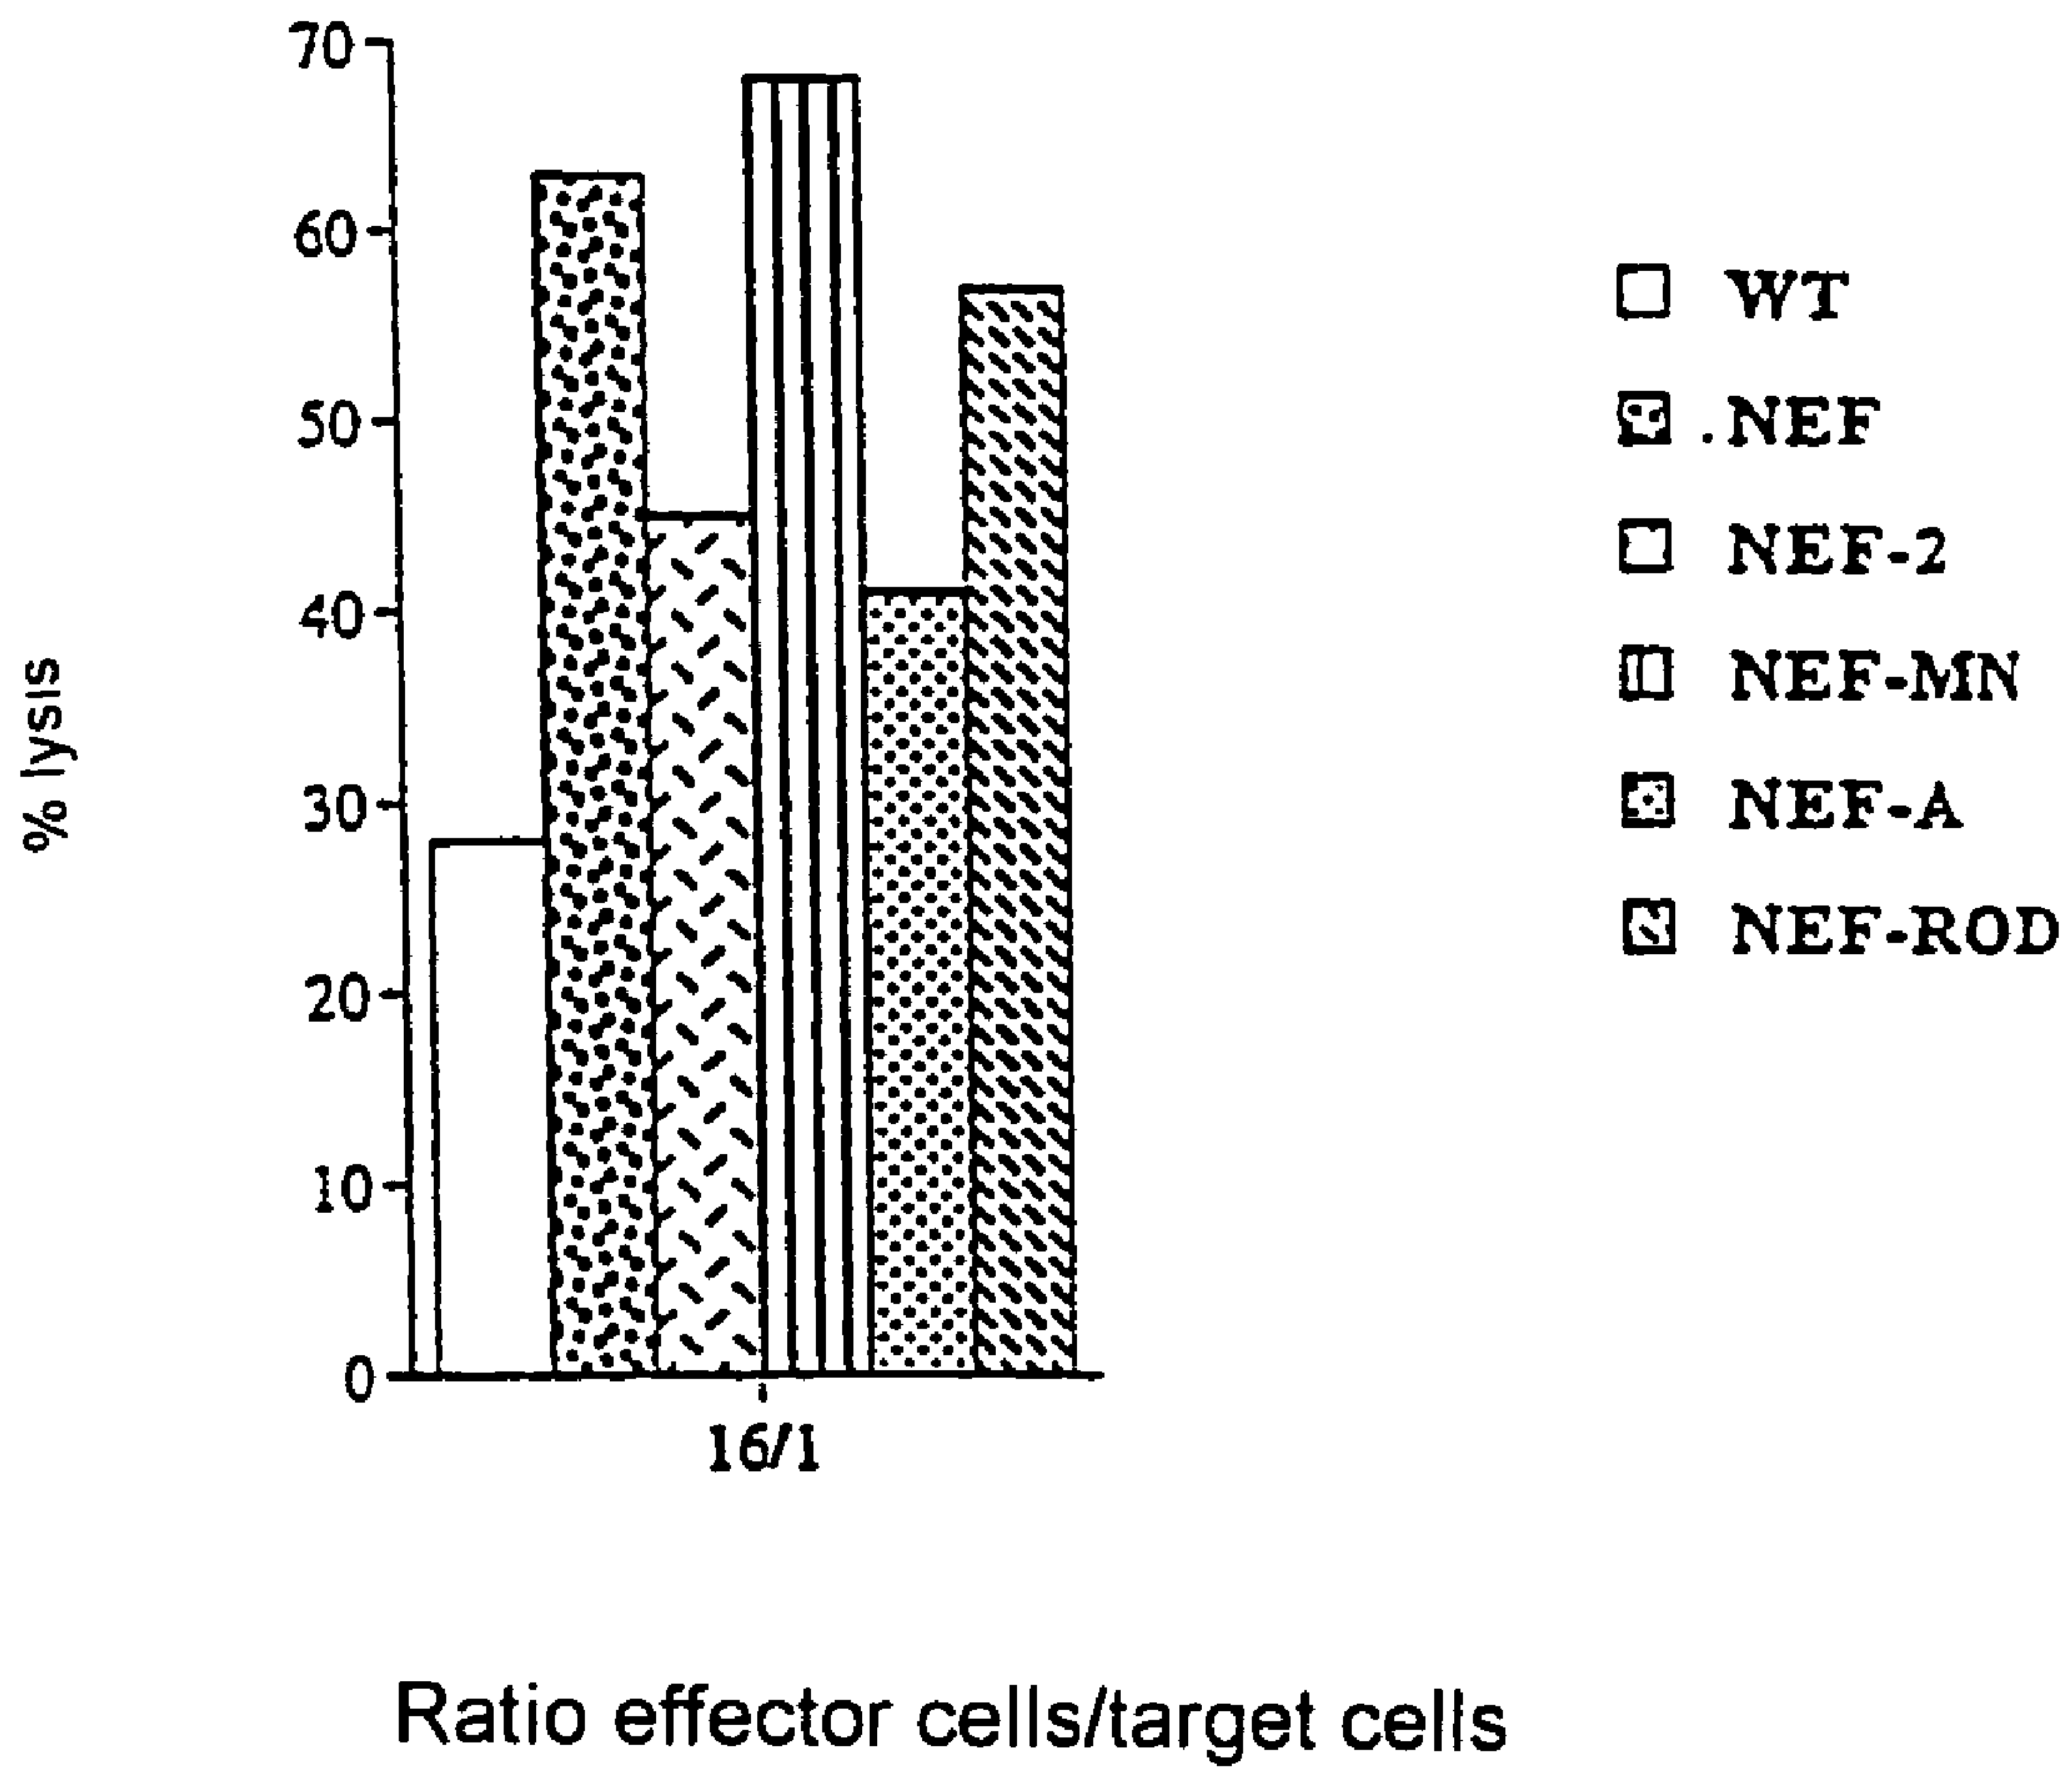 70
60
50
40
30
20
10
0
% lysis
16/1
Ratio effector cells/target cells
WT
.NEF
NEF-2
NEF-MN
NEF-A
NEF-ROD